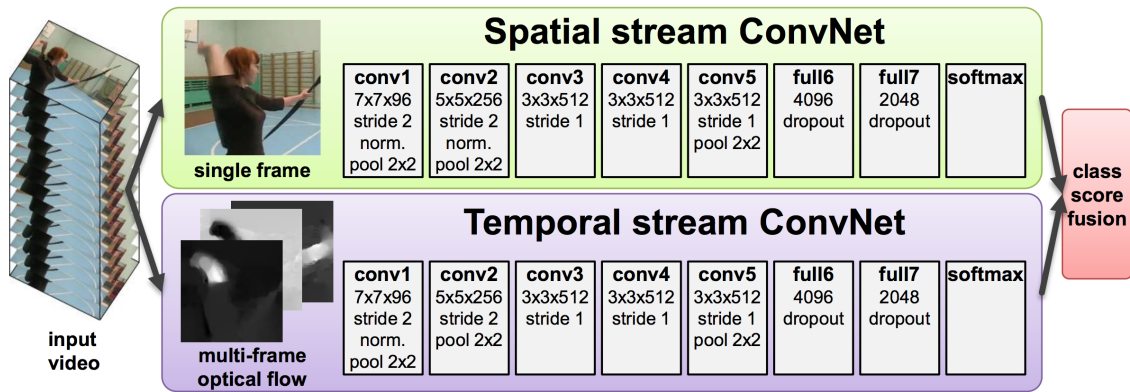 Spatial stream ConvNet
conv1
7x7x96
stride 2
norm.
pool 2x2
conv2
5x5x256
stride 2
norm.
pool 2x2
conv3
3x3x512
stride 1
conv4
3x3x512
stride 1
conv5
3x3x512
stride 1
pool 2x2
full6
4096
dropout
full7
2048
dropout
softmax
single frame
Temporal stream ConvNet
conv1
7x7x96
stride 2
norm.
pool 2x2
conv2
5x5x256
stride 2
pool 2x2
conv3
3x3x512
stride 1
conv4
3x3x512
stride 1
conv5
3x3x512
stride 1
pool 2x2
full6
4096
dropout
full7
2048
dropout
softmax
multi-frame
optical flow
input
video
class
score
fusion